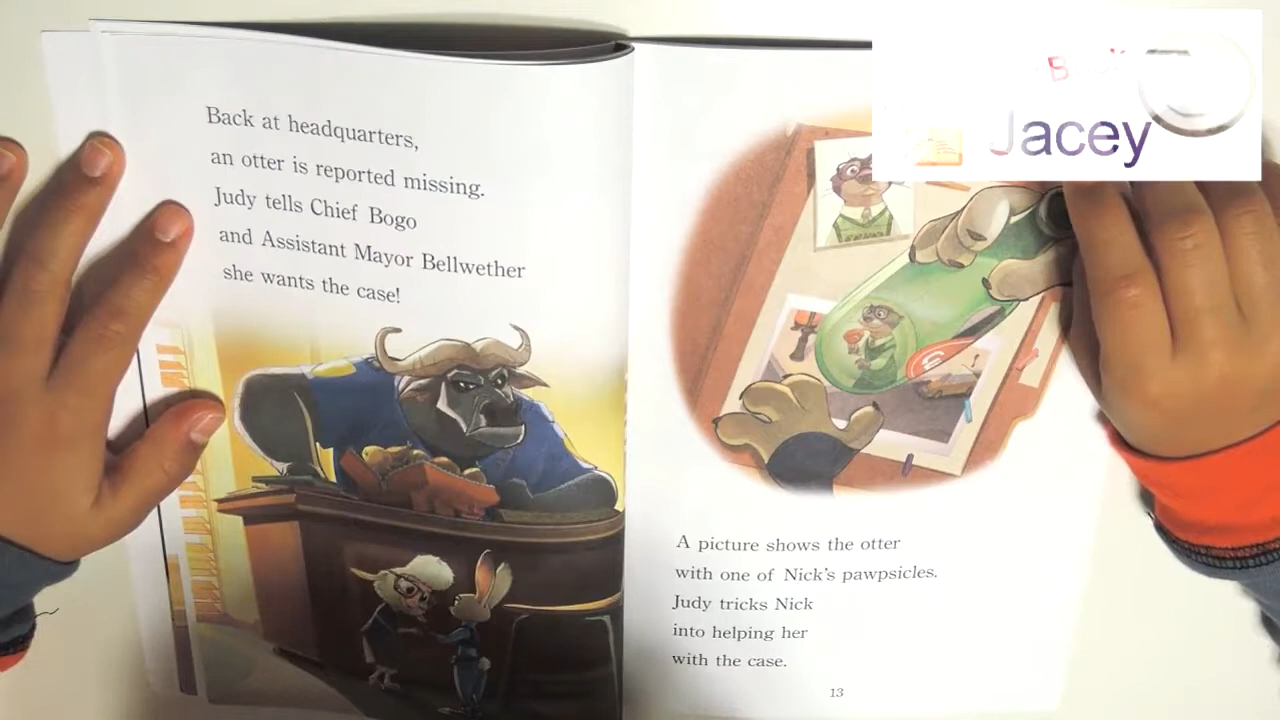 Back at headquarters,
an otter is reported missing.
Judy tells Chief Bogo
and Assistant Mayor Bellwether
she wants the case!
Jacey
A picture shows the otter
with one of Nick's pawpsicles.
Judy tricks Nick
into helping her
with the case.
13